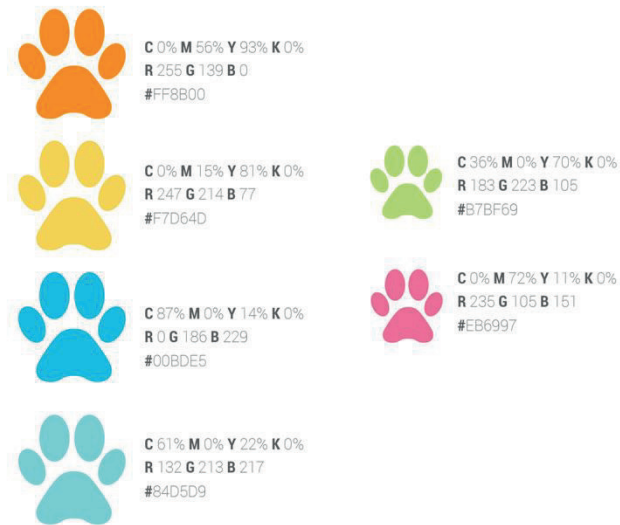 C 0% M 56% Y 93% K 0%
R 255 G 139 B 0
#FF8B00
C 0% M 15% Y 81% K 0%
R 247 G 214 B 77
#F7D64D
C 87% M 0% Y 14% K 0%
R 0 G 186 B 229
#00BDE5
C 61% M 0% Y 22% K 0%
R 132 G 213 B 217
#84D5D9
C 36% M 0% Y 70% K 0%
R 183 G 223 B 105
#B7BF69
C 0% M 72% Y 11% K 0%
R 235 G 105 B 151
#EB6997